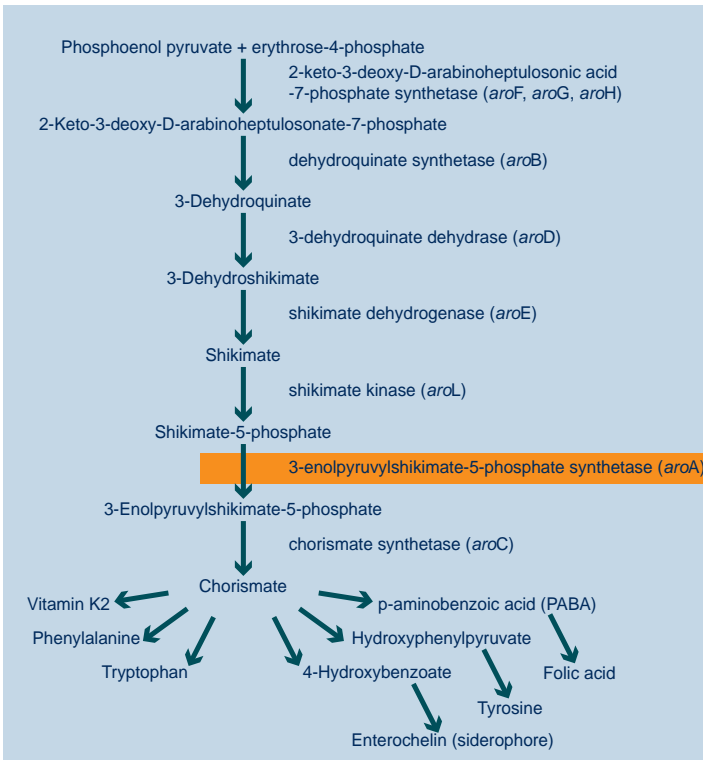 Phosphoenol pyruvate + erythrose-4-phosphate
2-keto-3-deoxy-D-arabinoheptulosonic acid
-7-phosphate synthetase (aroF, aroG, aroH)
2-Keto-3-deoxy-D-arabinoheptulosonate-7-phosphate
dehydroquinate synthetase (aroB)
3-Dehydroquinate
3-dehydroquinate dehydrase (aroD)
3-Dehydroshikimate
shikimate dehydrogenase (aroE)
Shikimate
shikimate kinase (aroL)
Shikimate-5-phosphate
3-enolpyruvylshikimate-5-phosphate synthetase (aroA)
3-Enolpyruvylshikimate-5-phosphate
chorismate synthetase (aroC)
Chorismate
Vitamin K2
p-aminobenzoic acid (PABA)
Phenylalanine
Hydroxyphenylpyruvate
Tryptophan
4-Hydroxybenzoate
Folic acid
Tyrosine
Enterochelin (siderophore)